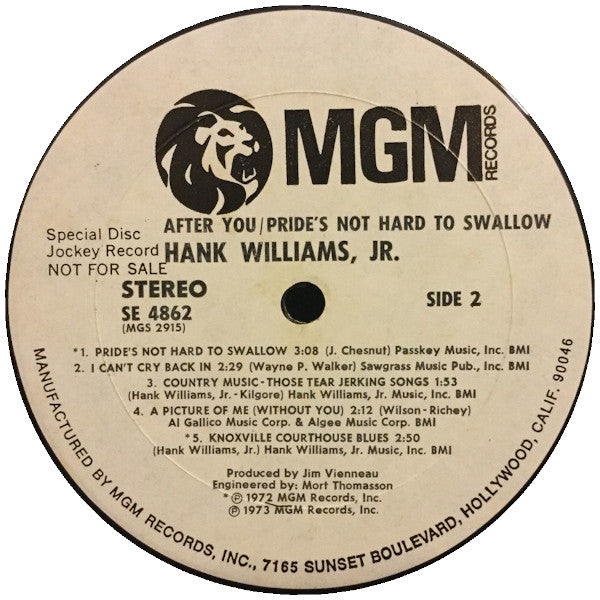 MGM
RECORDS
AFTER YOU/PRIDE'S NOT HARD TO SWALLOW
Special Disc
Jockey Record
NOT FOR SALE
HANK WILLIAMS, JR.
STEREO
SE 4862
(MGS 2915)
SIDE 2
*1. PRIDE'S NOT HARD TO SWALLOW 3:08 (J. Chesnut) Passkey Music, Inc. BMI
2. I CAN'T CRY BACK IN 2:29 (Wayne P. Walker) Sawgrass Music Pub., Inc. BMI
3. COUNTRY MUSIC-THOSE TEAR JERKING SONGS 1:53
(Hank Williams, Jr. - Kilgore) Hank Williams, Jr. Music, Inc. BMI
4. A PICTURE OF ME (WITHOUT YOU) 2:12 (Wilson-Richey)
Al Gallico Music Corp. & Algee Music Corp. BMI
*5. KNOXVILLE COURTHOUSE BLUES 2:50
(Hank Williams, Jr.) Hank Williams, Jr. Music, Inc. BMI
Produced by Jim Vienneau
Engineered by: Mort Thomasson
*℗ 1972 MGM Records, Inc.
℗ 1973 MGM Records, Inc.
MANUFACTURED BY MGM RECORDS, INC., 7165 SUNSET BOULEVARD, HOLLYWOOD, CALIF. 90046